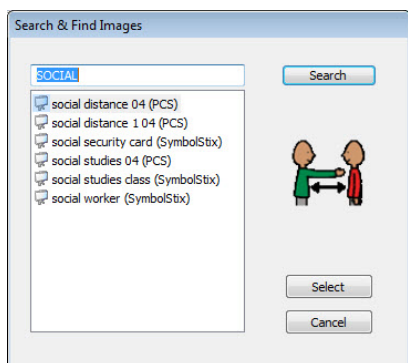 Search & Find Images
SOCIAL
Search
social distance 04 (PCS)
social distance 1 04 (PCS)
social security card (SymbolStix)
social studies 04 (PCS)
social studies class (SymbolStix)
social worker (SymbolStix)
Select
Cancel